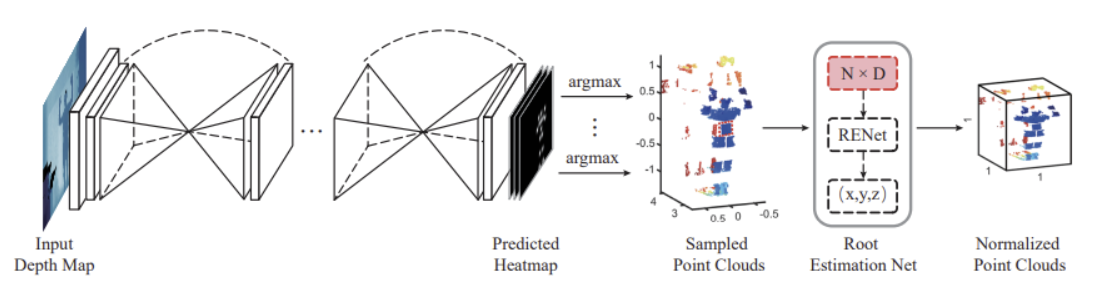 argmax
⋮
argmax
...
1
0.5
0
-0.5
-1
4
3
0.5 0 -0.5
N × D
RENet
(x,y,z)
1
1
1
Input
Depth Map
Predicted
Heatmap
Sampled
Point Clouds
Root
Estimation Net
Normalized
Point Clouds